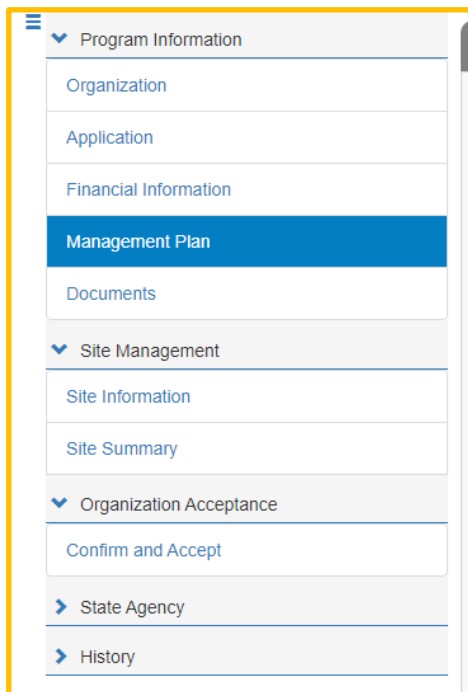 Program Information
Organization
Application
Financial Information
Management Plan
Documents
Site Management
Site Information
Site Summary
Organization Acceptance
Confirm and Accept
State Agency
History